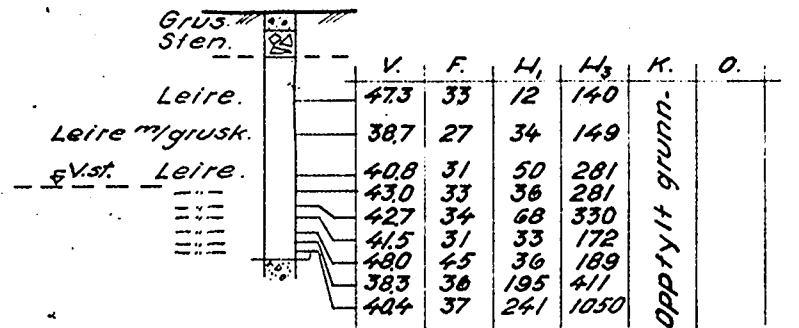 Grus.
Sten.
V. F. H₁ H₃ K. O.
Leire. 47.3 33 12 140
Leire m/grusk. 38.7 27 34 149
V.st. Leire. 40.8 31 50 281
—"— 43.0 33 36 281
—"— 42.7 34 68 330
—"— 41.5 31 33 172
—"— 48.0 45 36 189
—"— 38.3 36 195 411
—"— 40.4 37 241 1050
Oppfylt grunn-